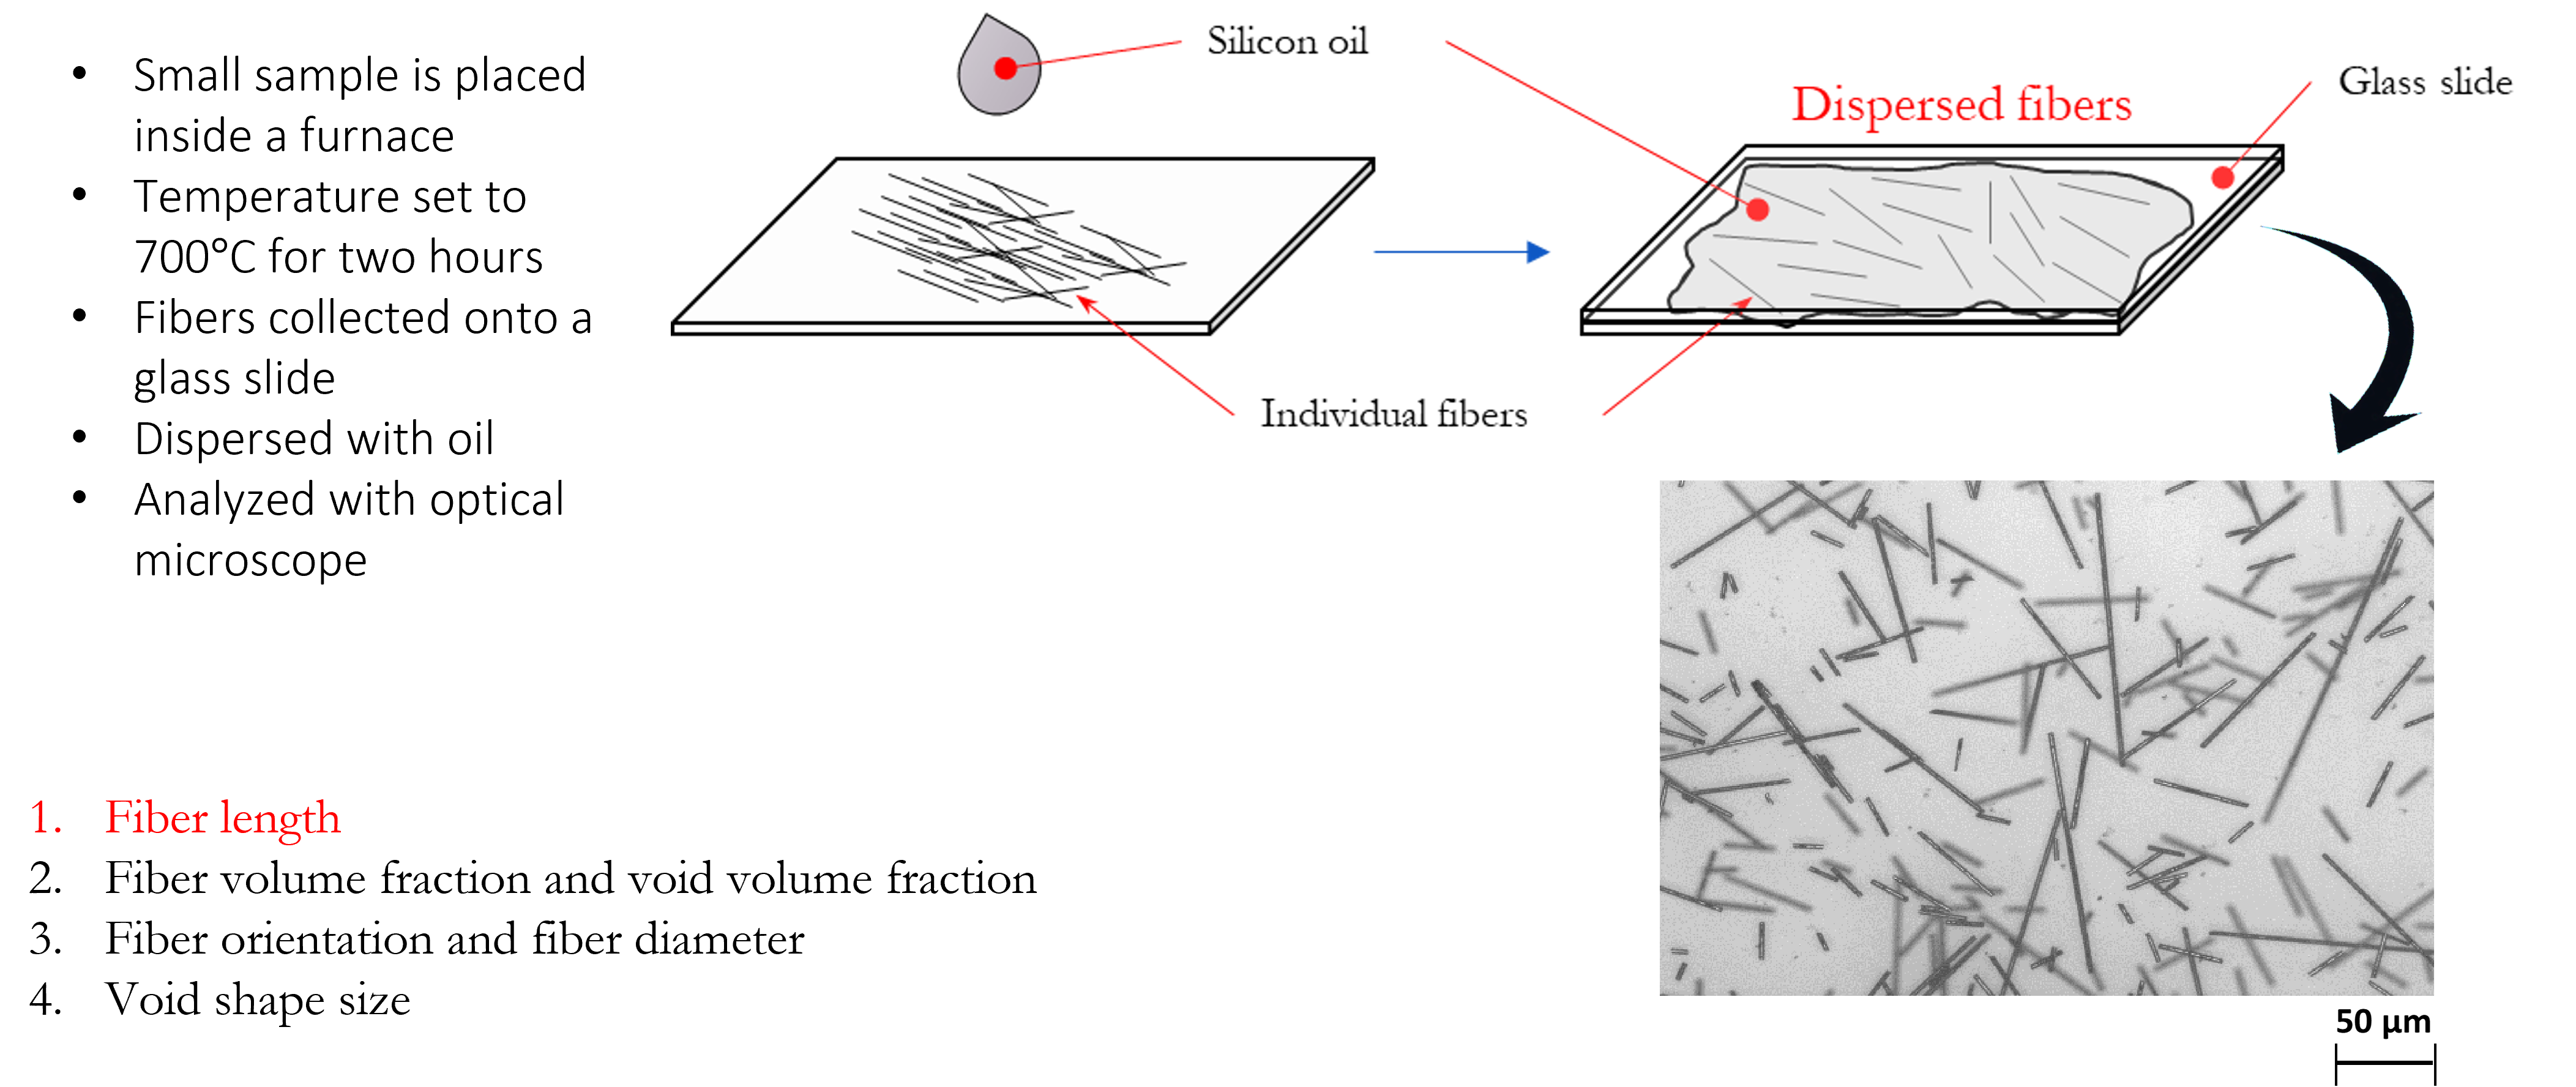 • Small sample is placed
inside a furnace
• Temperature set to
700°C for two hours
• Fibers collected onto a
glass slide
• Dispersed with oil
• Analyzed with optical
microscope
Silicon oil
Dispersed fibers
Glass slide
Individual fibers
50 μm
1. Fiber length
2. Fiber volume fraction and void volume fraction
3. Fiber orientation and fiber diameter
4. Void shape size